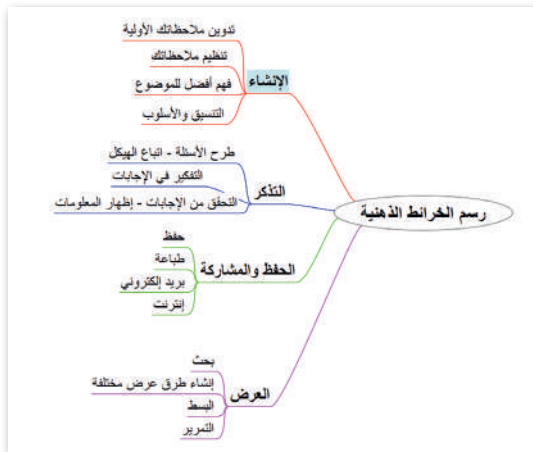 رسم الخرائط الذهنية
الإنشاء
تدوين ملاحظاتك الأولية
تنظيم ملاحظاتك
فهم أفضل للموضوع
التنسيق والأسلوب
التذكر
طرح الأسئلة - اتباع الهيكل
التفكير في الإجابات
التحقق من الإجابات - إظهار المعلومات
الحفظ والمشاركة
حفظ
طباعة
بريد إلكتروني
إنترنت
العرض
بحث
إنشاء طرق عرض مختلفة
البسط
التمرير